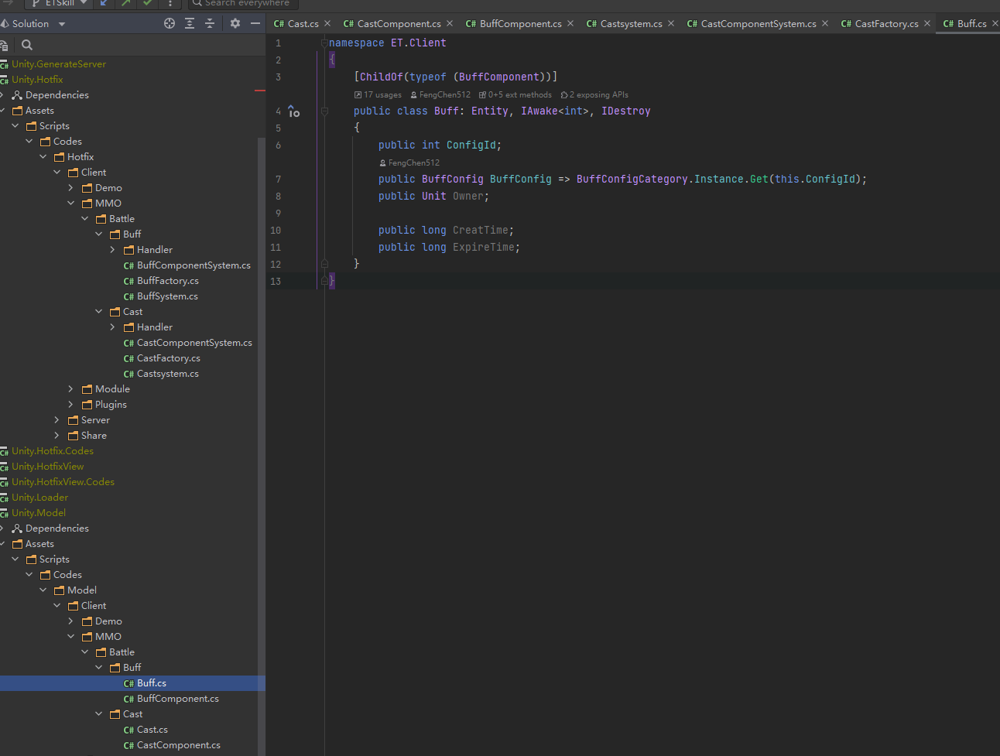 ETSkill
Search everywhere
Solution
Cast.cs
CastComponent.cs
BuffComponent.cs
Castsystem.cs
CastComponentSystem.cs
CastFactory.cs
Buff.cs
Unity.GenerateServer
Unity.Hotfix
Dependencies
Assets
Scripts
Codes
Hotfix
Client
Demo
MMO
Battle
Buff
Handler
BuffComponentSystem.cs
BuffFactory.cs
BuffSystem.cs
Cast
Handler
CastComponentSystem.cs
CastFactory.cs
Castsystem.cs
Module
Plugins
Server
Share
Unity.Hotfix.Codes
Unity.HotfixView
Unity.HotfixView.Codes
Unity.Loader
Unity.Model
Dependencies
Assets
Scripts
Codes
Model
Client
Demo
MMO
Battle
Buff
Buff.cs
BuffComponent.cs
Cast
Cast.cs
CastComponent.cs
1 namespace ET.Client
2 {
3 [ChildOf(typeof (BuffComponent))]
17 usages FengChen512 0+5 ext methods 2 exposing APIs
4 public class Buff: Entity, IAwake<int>, IDestroy
5 {
6 public int ConfigId;
FengChen512
7 public BuffConfig BuffConfig => BuffConfigCategory.Instance.Get(this.ConfigId);
8 public Unit Owner;
9
10 public long CreatTime;
11 public long ExpireTime;
12 }
13 }